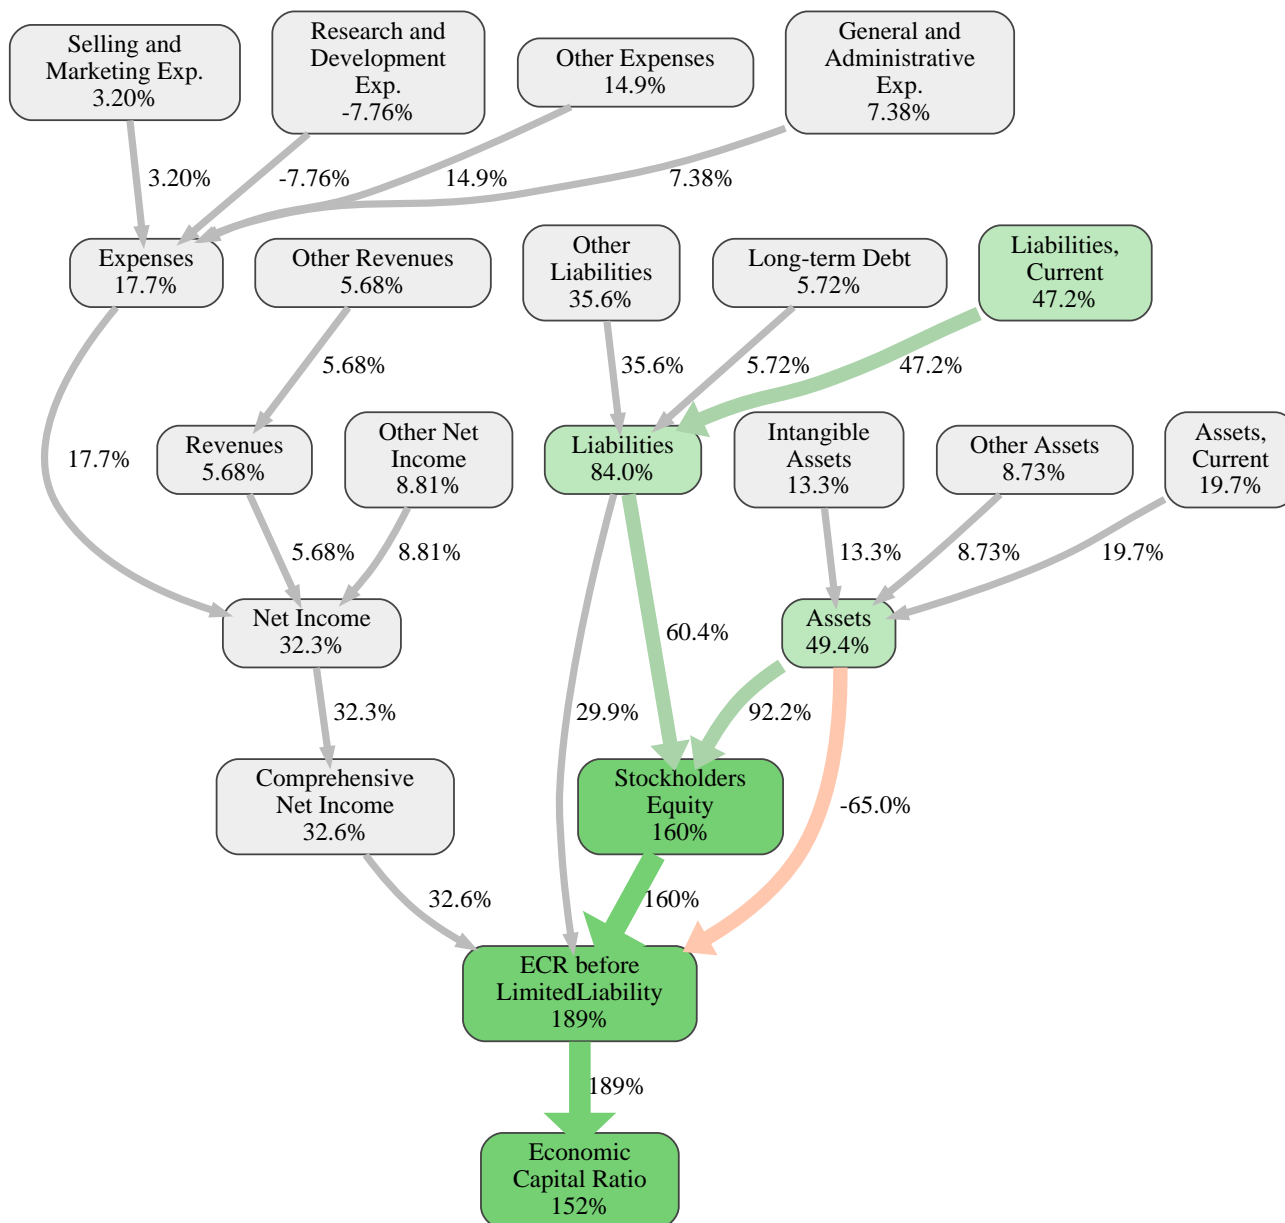 Selling and
Marketing Exp.
3.20%
Research and
Development
Exp.
-7.76%
Other Expenses
14.9%
General and
Administrative
Exp.
7.38%
3.20%
-7.76%
14.9%
7.38%
Expenses
17.7%
Other Revenues
5.68%
Other
Liabilities
35.6%
Long-term Debt
5.72%
Liabilities,
Current
47.2%
5.68%
35.6%
5.72%
47.2%
17.7%
Revenues
5.68%
Other Net
Income
8.81%
Liabilities
84.0%
Intangible
Assets
13.3%
Other Assets
8.73%
Assets,
Current
19.7%
5.68%
8.81%
13.3%
8.73%
19.7%
Net Income
32.3%
60.4%
Assets
49.4%
32.3%
29.9%
92.2%
Comprehensive
Net Income
32.6%
Stockholders
Equity
160%
-65.0%
32.6%
160%
ECR before
LimitedLiability
189%
189%
Economic
Capital Ratio
152%